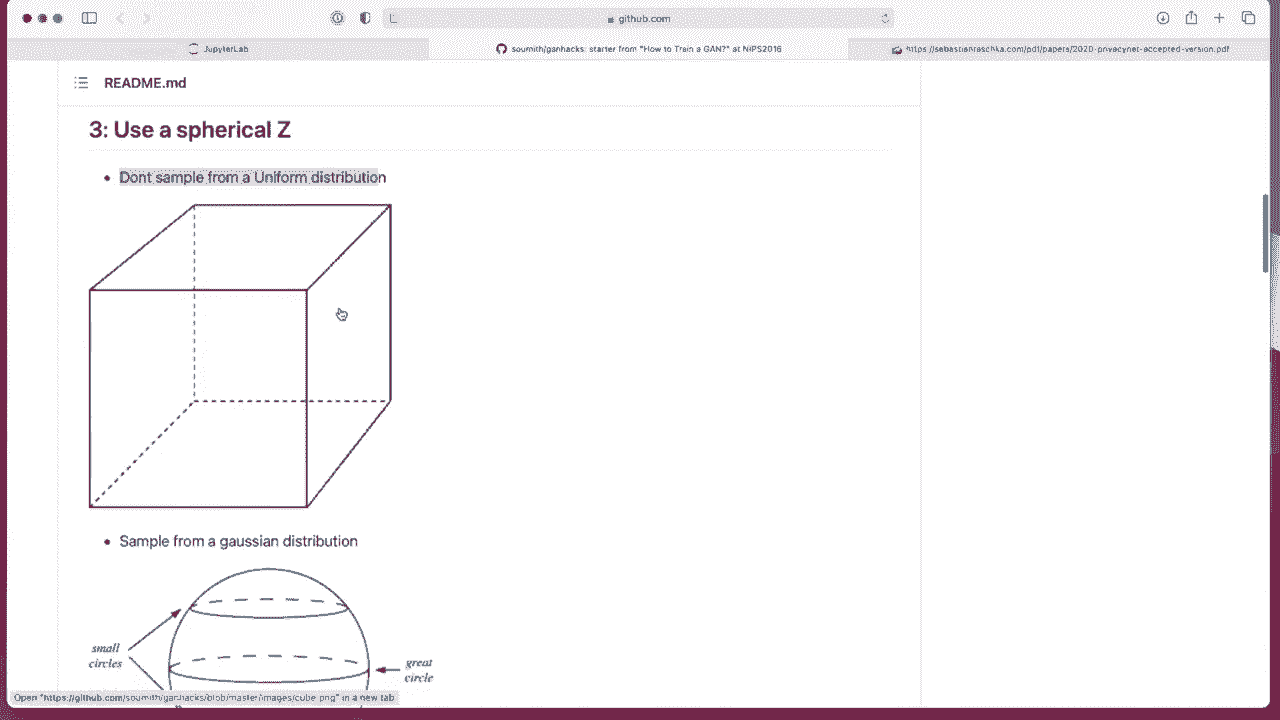 github.com
JupyterLab
soumith/ganhacks: starter from "How to Train a GAN?" at NIPS2016
https://sebastianraschka.com/pdf/papers/2020-privacynet-accepted-version.pdf
README.md
3: Use a spherical Z
Dont sample from a Uniform distribution
Sample from a gaussian distribution
small
circles
great
circle
Open "https://github.com/soumith/ganhacks/blob/master/images/cube.png" in a new tab